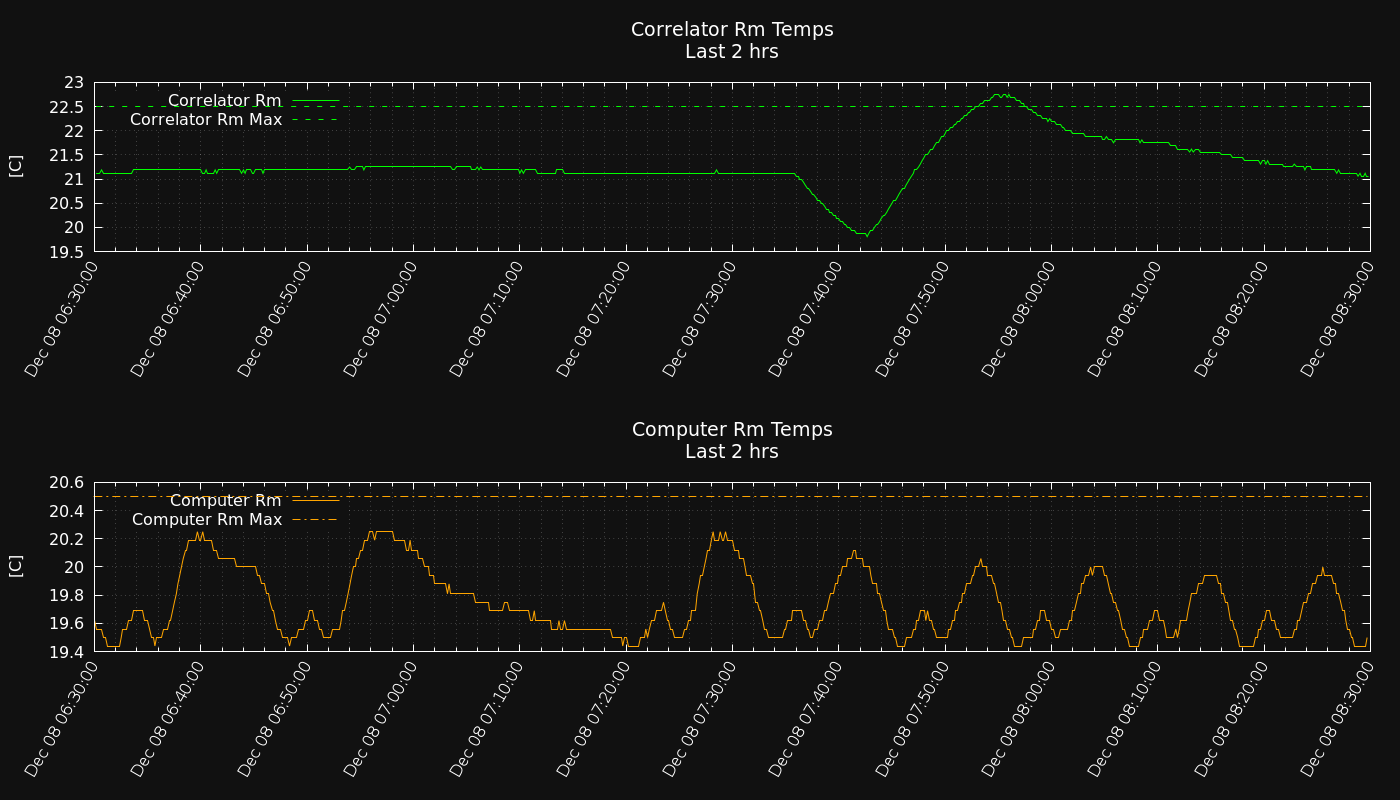 Correlator Rm Temps
Last 2 hrs
[C]
23
22.5
22
21.5
21
20.5
20
19.5
Correlator Rm
Correlator Rm Max
Dec 08 06:30:00
Dec 08 06:40:00
Dec 08 06:50:00
Dec 08 07:00:00
Dec 08 07:10:00
Dec 08 07:20:00
Dec 08 07:30:00
Dec 08 07:40:00
Dec 08 07:50:00
Dec 08 08:00:00
Dec 08 08:10:00
Dec 08 08:20:00
Dec 08 08:30:00
Computer Rm Temps
Last 2 hrs
[C]
20.6
20.4
20.2
20
19.8
19.6
19.4
Computer Rm
Computer Rm Max
Dec 08 06:30:00
Dec 08 06:40:00
Dec 08 06:50:00
Dec 08 07:00:00
Dec 08 07:10:00
Dec 08 07:20:00
Dec 08 07:30:00
Dec 08 07:40:00
Dec 08 07:50:00
Dec 08 08:00:00
Dec 08 08:10:00
Dec 08 08:20:00
Dec 08 08:30:00